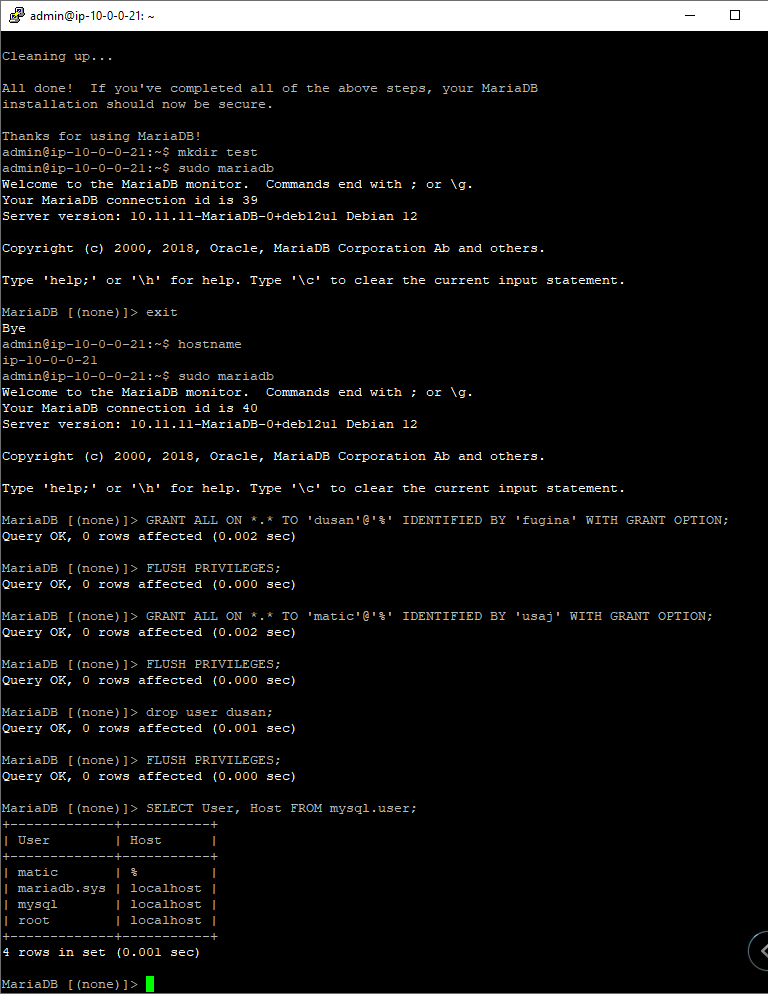 admin@ip-10-0-0-21: ~
Cleaning up...
All done!  If you've completed all of the above steps, your MariaDB
installation should now be secure.
Thanks for using MariaDB!
admin@ip-10-0-0-21:~$ mkdir test
admin@ip-10-0-0-21:~$ sudo mariadb
Welcome to the MariaDB monitor.  Commands end with ; or \g.
Your MariaDB connection id is 39
Server version: 10.11.11-MariaDB-0+deb12u1 Debian 12
Copyright (c) 2000, 2018, Oracle, MariaDB Corporation Ab and others.
Type 'help;' or '\h' for help. Type '\c' to clear the current input statement.
MariaDB [(none)]> exit
Bye
admin@ip-10-0-0-21:~$ hostname
ip-10-0-0-21
admin@ip-10-0-0-21:~$ sudo mariadb
Welcome to the MariaDB monitor.  Commands end with ; or \g.
Your MariaDB connection id is 40
Server version: 10.11.11-MariaDB-0+deb12u1 Debian 12
Copyright (c) 2000, 2018, Oracle, MariaDB Corporation Ab and others.
Type 'help;' or '\h' for help. Type '\c' to clear the current input statement.
MariaDB [(none)]> GRANT ALL ON *.* TO 'dusan'@'%' IDENTIFIED BY 'fugina' WITH GRANT OPTION;
Query OK, 0 rows affected (0.002 sec)
MariaDB [(none)]> FLUSH PRIVILEGES;
Query OK, 0 rows affected (0.000 sec)
MariaDB [(none)]> GRANT ALL ON *.* TO 'matic'@'%' IDENTIFIED BY 'usaj' WITH GRANT OPTION;
Query OK, 0 rows affected (0.002 sec)
MariaDB [(none)]> FLUSH PRIVILEGES;
Query OK, 0 rows affected (0.000 sec)
MariaDB [(none)]> drop user dusan;
Query OK, 0 rows affected (0.001 sec)
MariaDB [(none)]> FLUSH PRIVILEGES;
Query OK, 0 rows affected (0.000 sec)
MariaDB [(none)]> SELECT User, Host FROM mysql.user;
+-------------+-----------+
| User        | Host      |
+-------------+-----------+
| matic       | %         |
| mariadb.sys | localhost |
| mysql       | localhost |
| root        | localhost |
+-------------+-----------+
4 rows in set (0.001 sec)
MariaDB [(none)]>